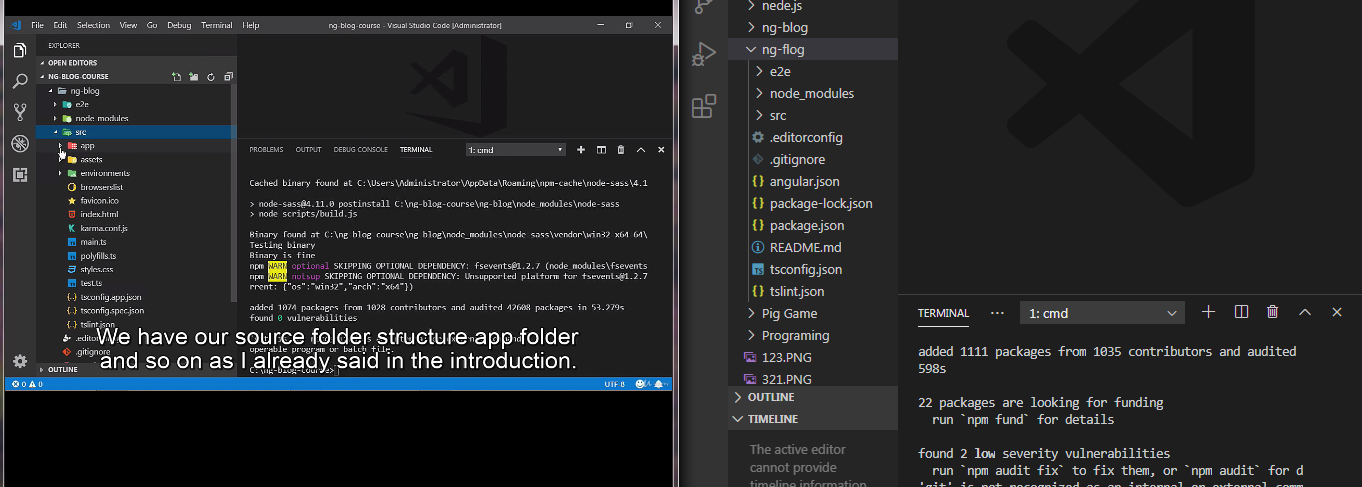 File Edit Selection View Go Debug Terminal Help
ng-blog-course - Visual Studio Code [Administrator]
EXPLORER
OPEN EDITORS
NG-BLOG-COURSE
ng-blog
e2e
node_modules
src
app
assets
environments
browserslist
favicon.ico
index.html
karma.conf.js
main.ts
polyfills.ts
styles.css
test.ts
tsconfig.app.json
tsconfig.spec.json
tslint.json
.gitignore
OUTLINE
0 0
PROBLEMS OUTPUT DEBUG CONSOLE TERMINAL
1: cmd
Cached binary found at C:\Users\Administrator\AppData\Roaming\npm-cache\node-sass\4.1
> node-sass@4.11.0 postinstall C:\ng-blog-course\ng-blog\node_modules\node-sass
> node scripts/build.js
Binary found at C:\ng-blog-course\ng-blog\node_modules\node-sass\vendor\win32-x64-64\
Testing binary
Binary is fine
npm WARN optional SKIPPING OPTIONAL DEPENDENCY: fsevents@1.2.7 (node_modules\fsevents
npm WARN notsup SKIPPING OPTIONAL DEPENDENCY: Unsupported platform for fsevents@1.2.7
rrent: {"os":"win32","arch":"x64"})
added 1074 packages from 1028 contributors and audited 42608 packages in 53.279s
found 0 vulnerabilities
operable program or batch file.
C:\ng-blog-course>
We have our source folder structure app folder
and so on as I already said in the introduction.
UTF-8
nede.js
ng-blog
ng-flog
e2e
node_modules
src
.editorconfig
.gitignore
angular.json
package-lock.json
package.json
README.md
tsconfig.json
tslint.json
Pig Game
Programing
123.PNG
321.PNG
OUTLINE
TIMELINE
The active editor
cannot provide
timeline information
TERMINAL
1: cmd
added 1111 packages from 1035 contributors and audited
598s
22 packages are looking for funding
run `npm fund` for details
found 2 low severity vulnerabilities
run `npm audit fix` to fix them, or `npm audit` for d
'git' is not recognized as an internal or external comm